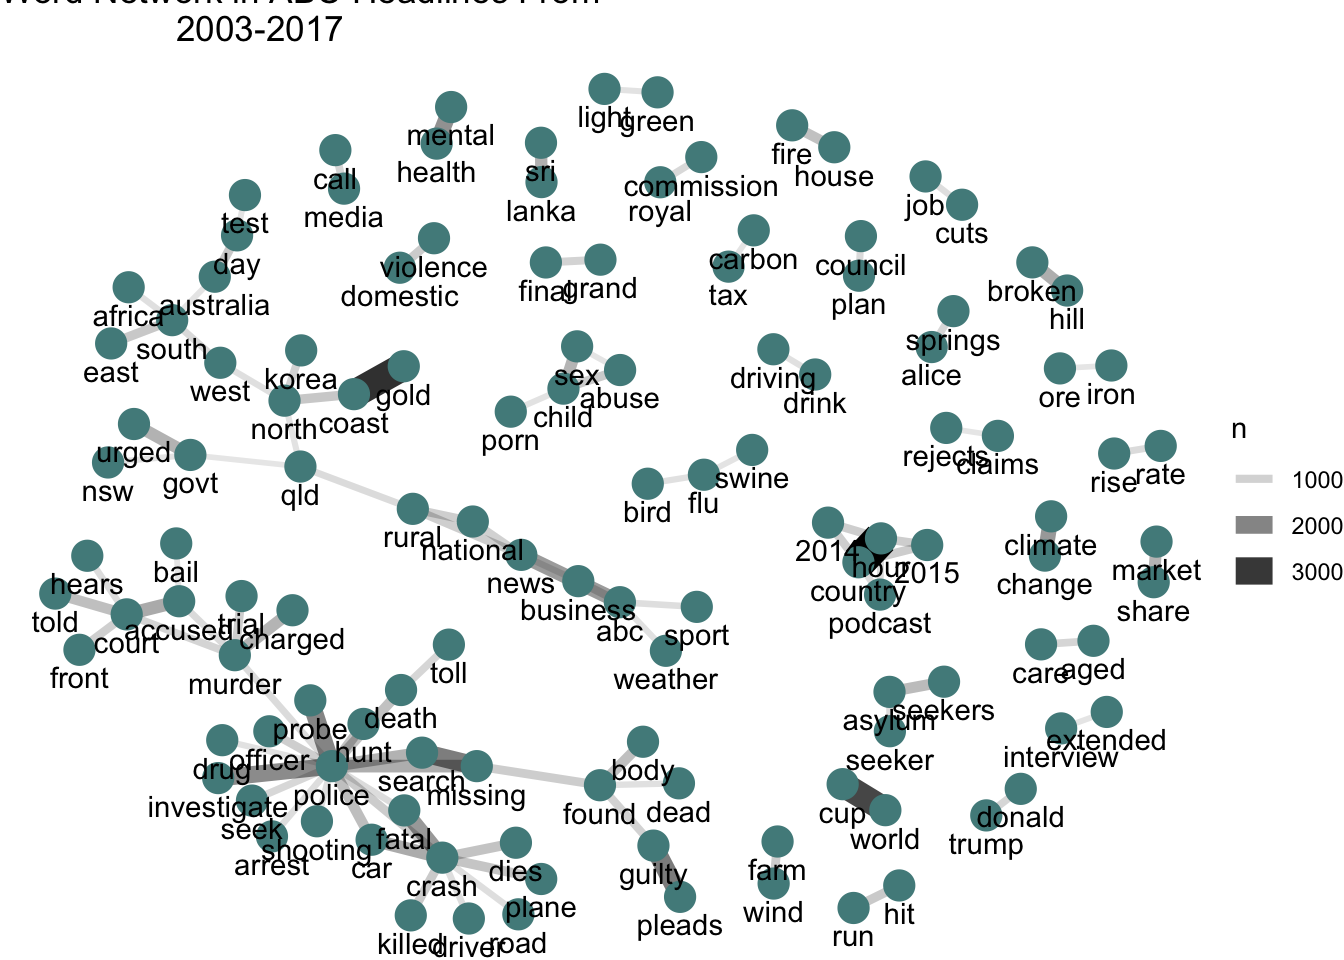 Word Network in ABC Headlines From
2003-2017
light
green
mental
health
call
media
sri
lanka
commission
royal
fire
house
job
cuts
test
day
australia
africa
south
east
west
violence
domestic
final
grand
carbon
tax
council
plan
broken
hill
springs
alice
korea
gold
coast
north
sex
abuse
child
porn
driving
drink
ore
iron
urged
nsw
govt
qld
rejects
claims
rise
rate
n
1000
2000
3000
bird
flu
swine
rural
national
news
business
abc
sport
weather
2014
hour
2015
country
podcast
climate
change
market
share
hears
bail
told
court
accused
trial
charged
front
murder
toll
death
probe
hunt
officer
drug
police
search
missing
investigate
seek
arrest
shooting
car
fatal
crash
dies
plane
killed
driver
road
body
found
dead
guilty
pleads
care
aged
asylum
seekers
seeker
extended
interview
cup
world
donald
trump
farm
wind
hit
run